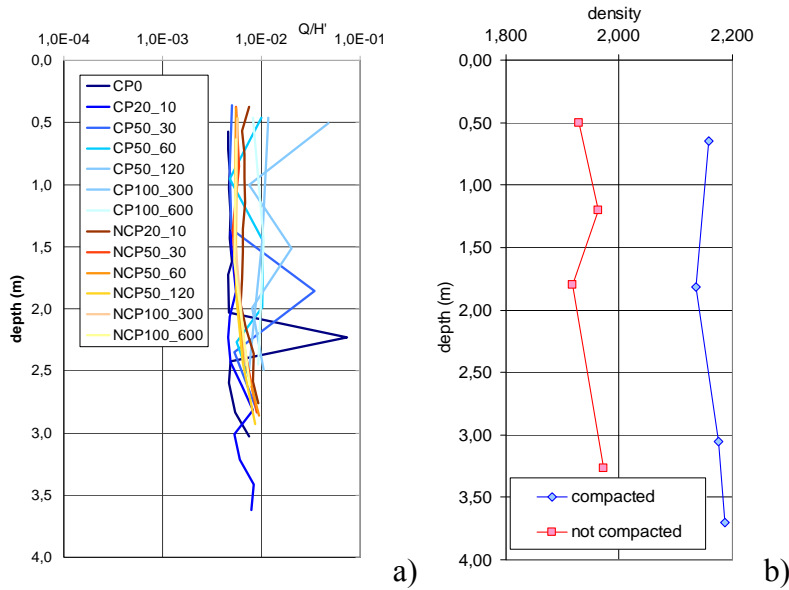 Q/H'
1,0E-04 1,0E-03 1,0E-02 1,0E-01
0,0
0,5
1,0
1,5
2,0
2,5
3,0
3,5
4,0
depth (m)
CP0
CP20_10
CP50_30
CP50_60
CP50_120
CP100_300
CP100_600
NCP20_10
NCP50_30
NCP50_60
NCP50_120
NCP100_300
NCP100_600
a)
density
1,800 2,000 2,200
0,00
0,50
1,00
1,50
2,00
2,50
3,00
3,50
4,00
depth (m)
compacted
not compacted
b)